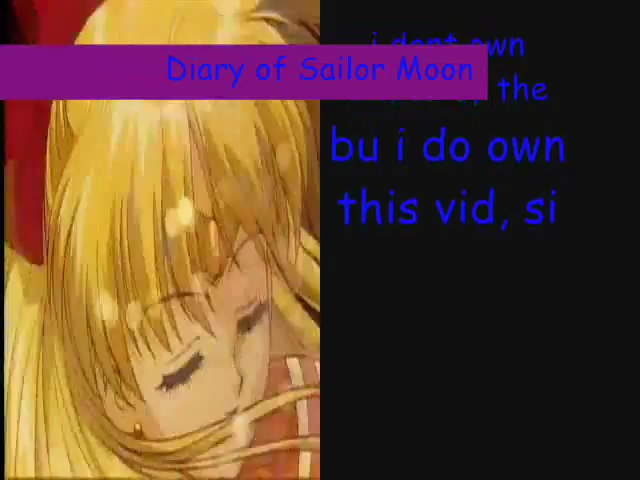 Diary of Sailor Moon
i dont own
the
bu i do own
this vid, si